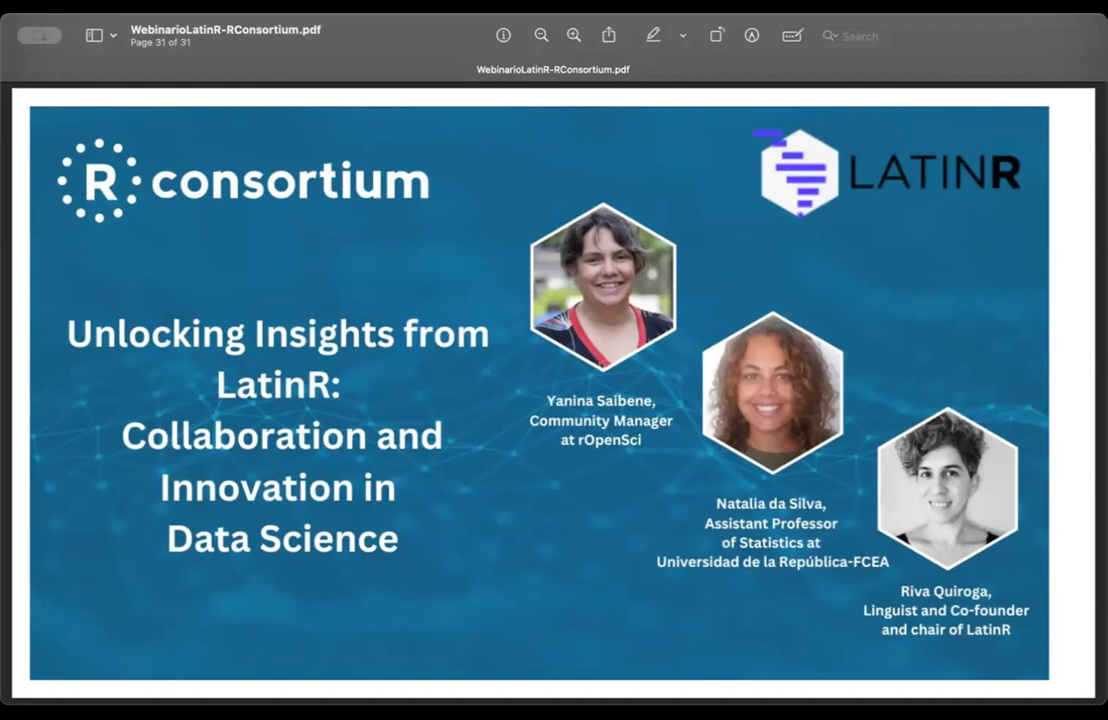 WebinarioLatinR-RConsortium.pdf
Page 31 of 31
Search
WebinarioLatinR-RConsortium.pdf
R consortium
LATINR
Unlocking Insights from
LatinR:
Collaboration and
Innovation in
Data Science
Yanina Saibene,
Community Manager
at rOpenSci
Natalia da Silva,
Assistant Professor
of Statistics at
Universidad de la República-FCEA
Riva Quiroga,
Linguist and Co-founder
and chair of LatinR